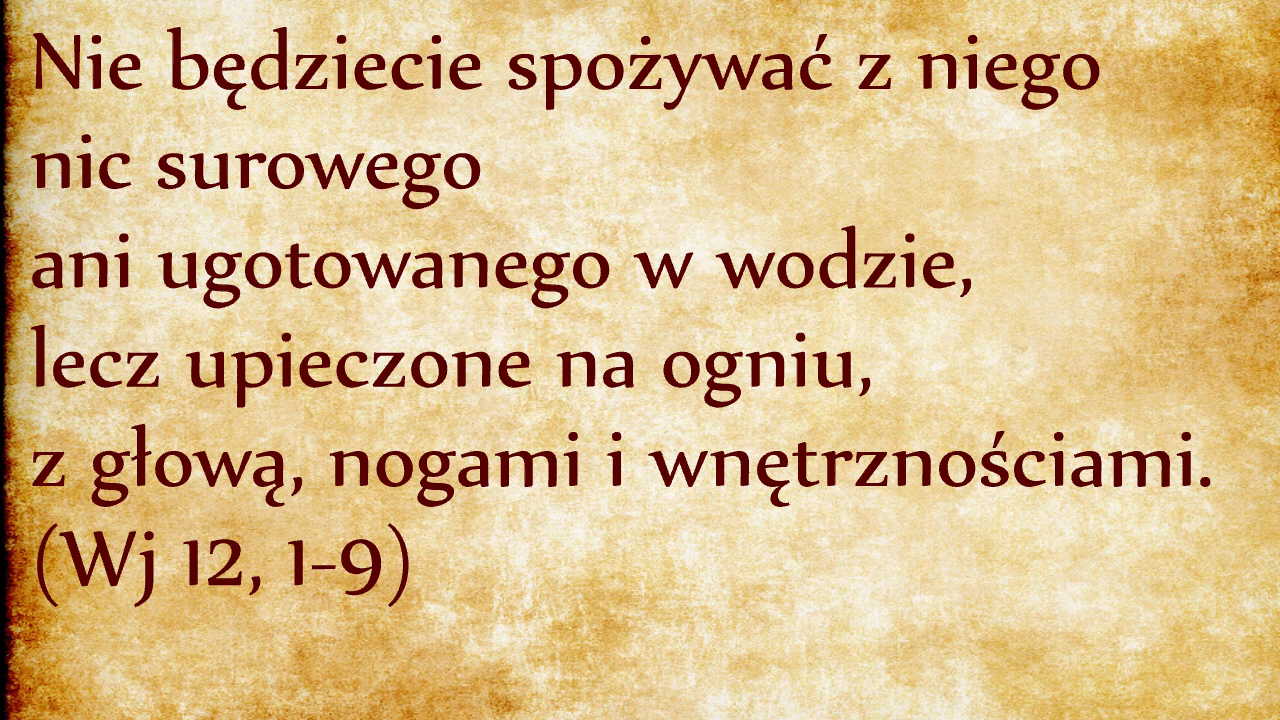 Nie będziecie spożywać z niego
nic surowego
ani ugotowanego w wodzie,
lecz upieczone na ogniu,
z głową, nogami i wnętrznościami.
(Wj 12, 1-9)